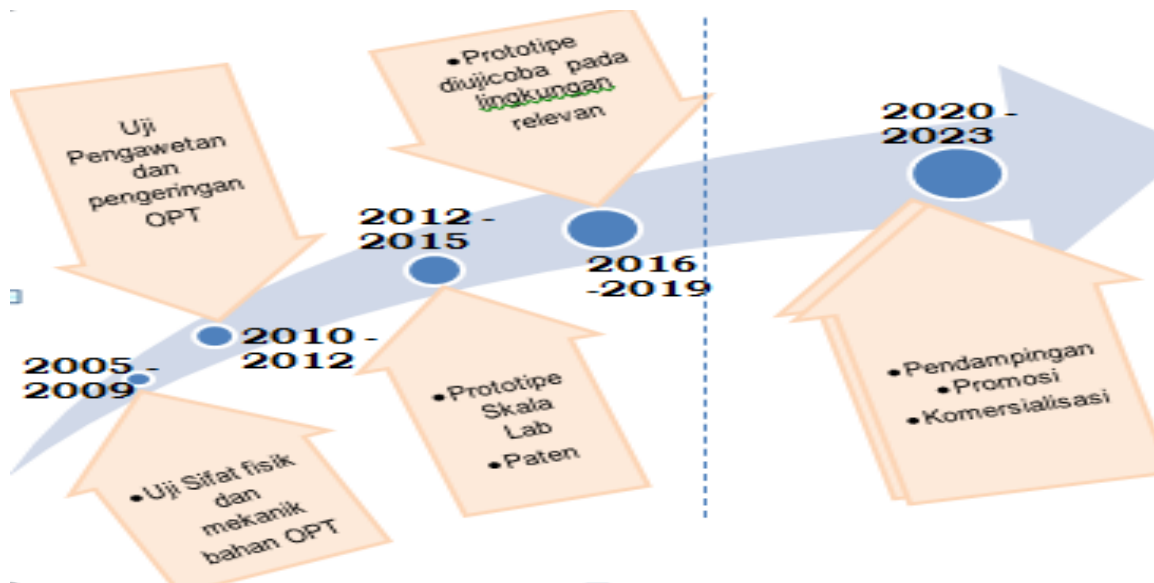 Uji
Pengawetan
dan
pengeringan
OPT
•Prototipe
diujicoba pada
lingkungan
relevan
2005 -
2009
2010 -
2012
2012 -
2015
2016
-2019
2020 -
2023
•Uji Sifat fisik
dan
mekanik
bahan OPT
•Prototipe
Skala
Lab
•Paten
•Pendampingan
•Promosi
•Komersialisasi